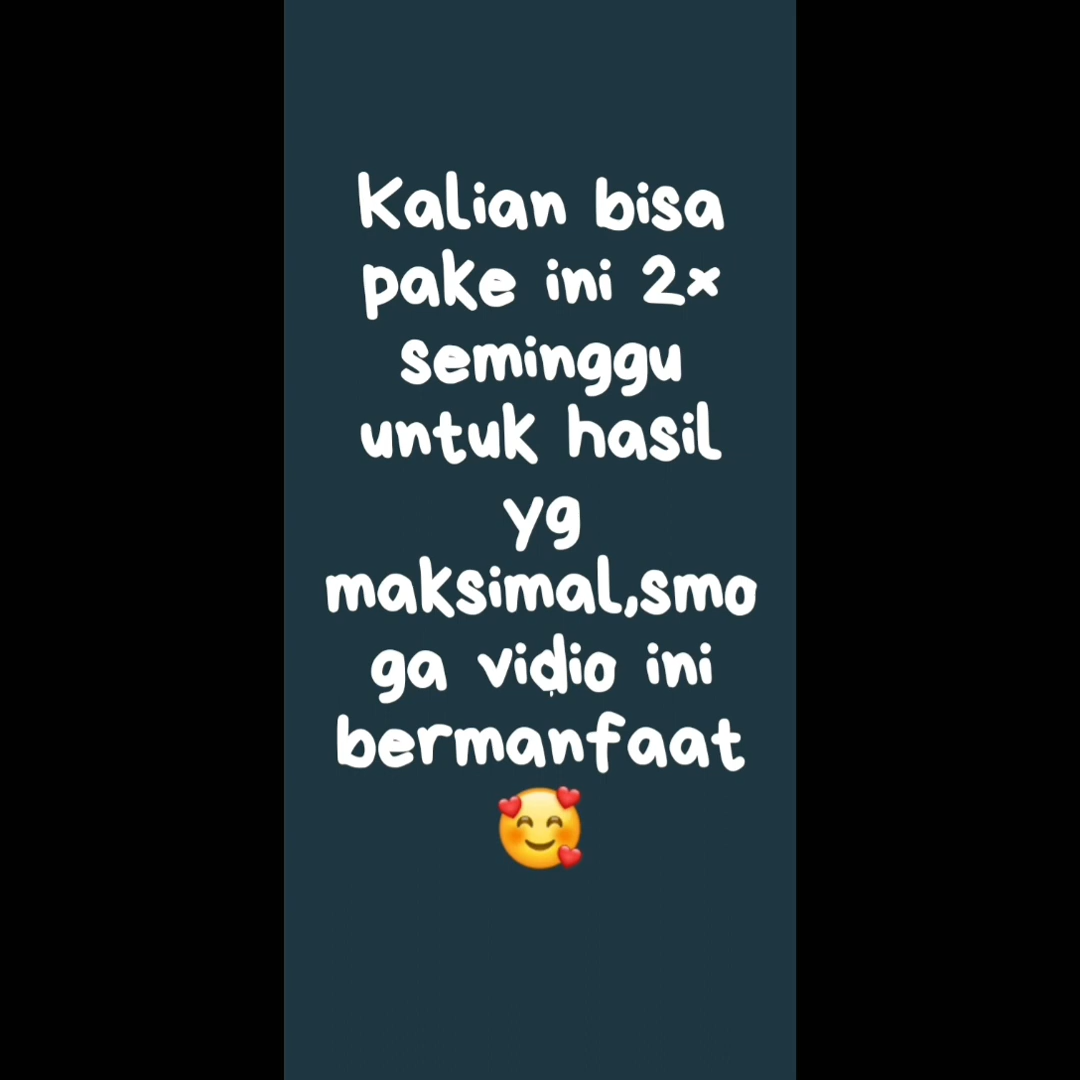 Kalian bisa
pake ini 2×
seminggu
untuk hasil
yg
maksimal,smo
ga vidio ini
bermanfaat
🥰